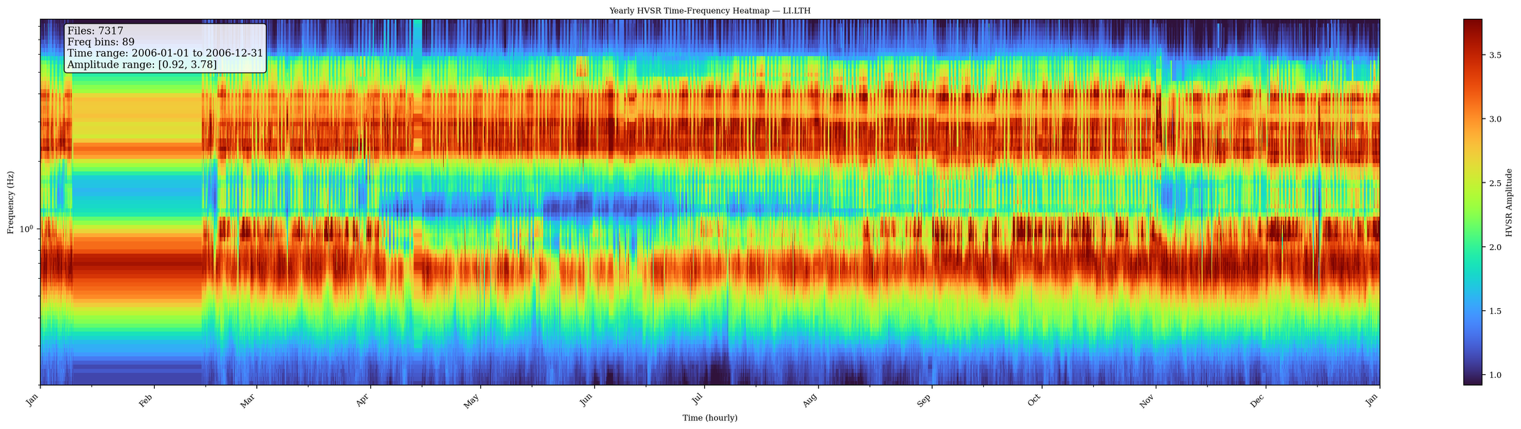 Yearly HVSR Time-Frequency Heatmap — LI.LTH
Files: 7317
Freq bins: 89
Time range: 2006-01-01 to 2006-12-31
Amplitude range: [0.92, 3.78]
Frequency (Hz)
10⁰
Jan
Feb
Mar
Apr
May
Jun
Jul
Aug
Sep
Oct
Nov
Dec
Jan
Time (hourly)
3.5
3.0
2.5
2.0
1.5
1.0
HVSR Amplitude